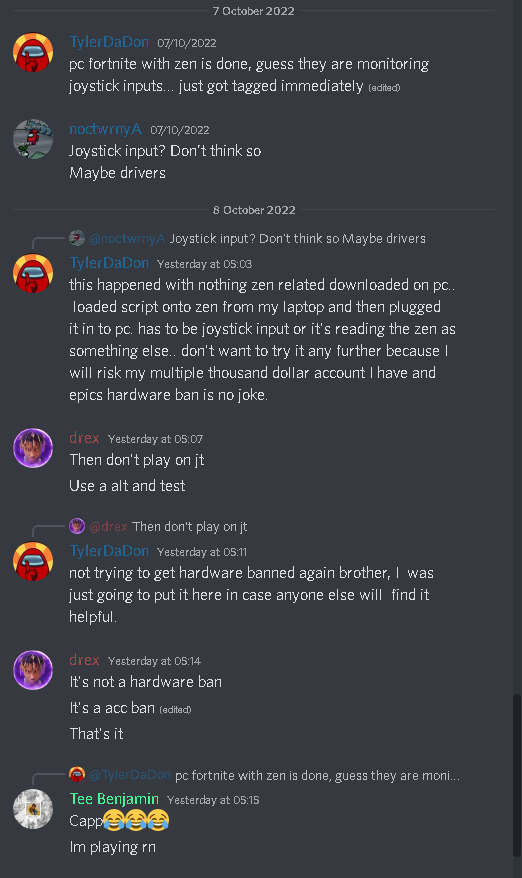 7 October 2022
TylerDaDon 07/10/2022
pc fortnite with zen is done, guess they are monitoring
joystick inputs... just got tagged immediately (edited)
noctwrnyA 07/10/2022
Joystick input? Don't think so
Maybe drivers
8 October 2022
@noctwrnyA Joystick input? Don't think so Maybe drivers
TylerDaDon Yesterday at 05:03
this happened with nothing zen related downloaded on pc..
loaded script onto zen from my laptop and then plugged
it in to pc. has to be joystick input or it's reading the zen as
something else.. don't want to try it any further because I
will risk my multiple thousand dollar account I have and
epics hardware ban is no joke.
drex Yesterday at 05:07
Then don't play on jt
Use a alt and test
@drex Then don't play on jt
TylerDaDon Yesterday at 05:11
not trying to get hardware banned again brother, I was
just going to put it here in case anyone else will find it
helpful.
drex Yesterday at 05:14
It's not a hardware ban
It's a acc ban (edited)
That's it
@TylerDaDon pc fortnite with zen is done, guess they are moni...
Tee Benjamin Yesterday at 05:15
Capp😂😂😂
Im playing rn